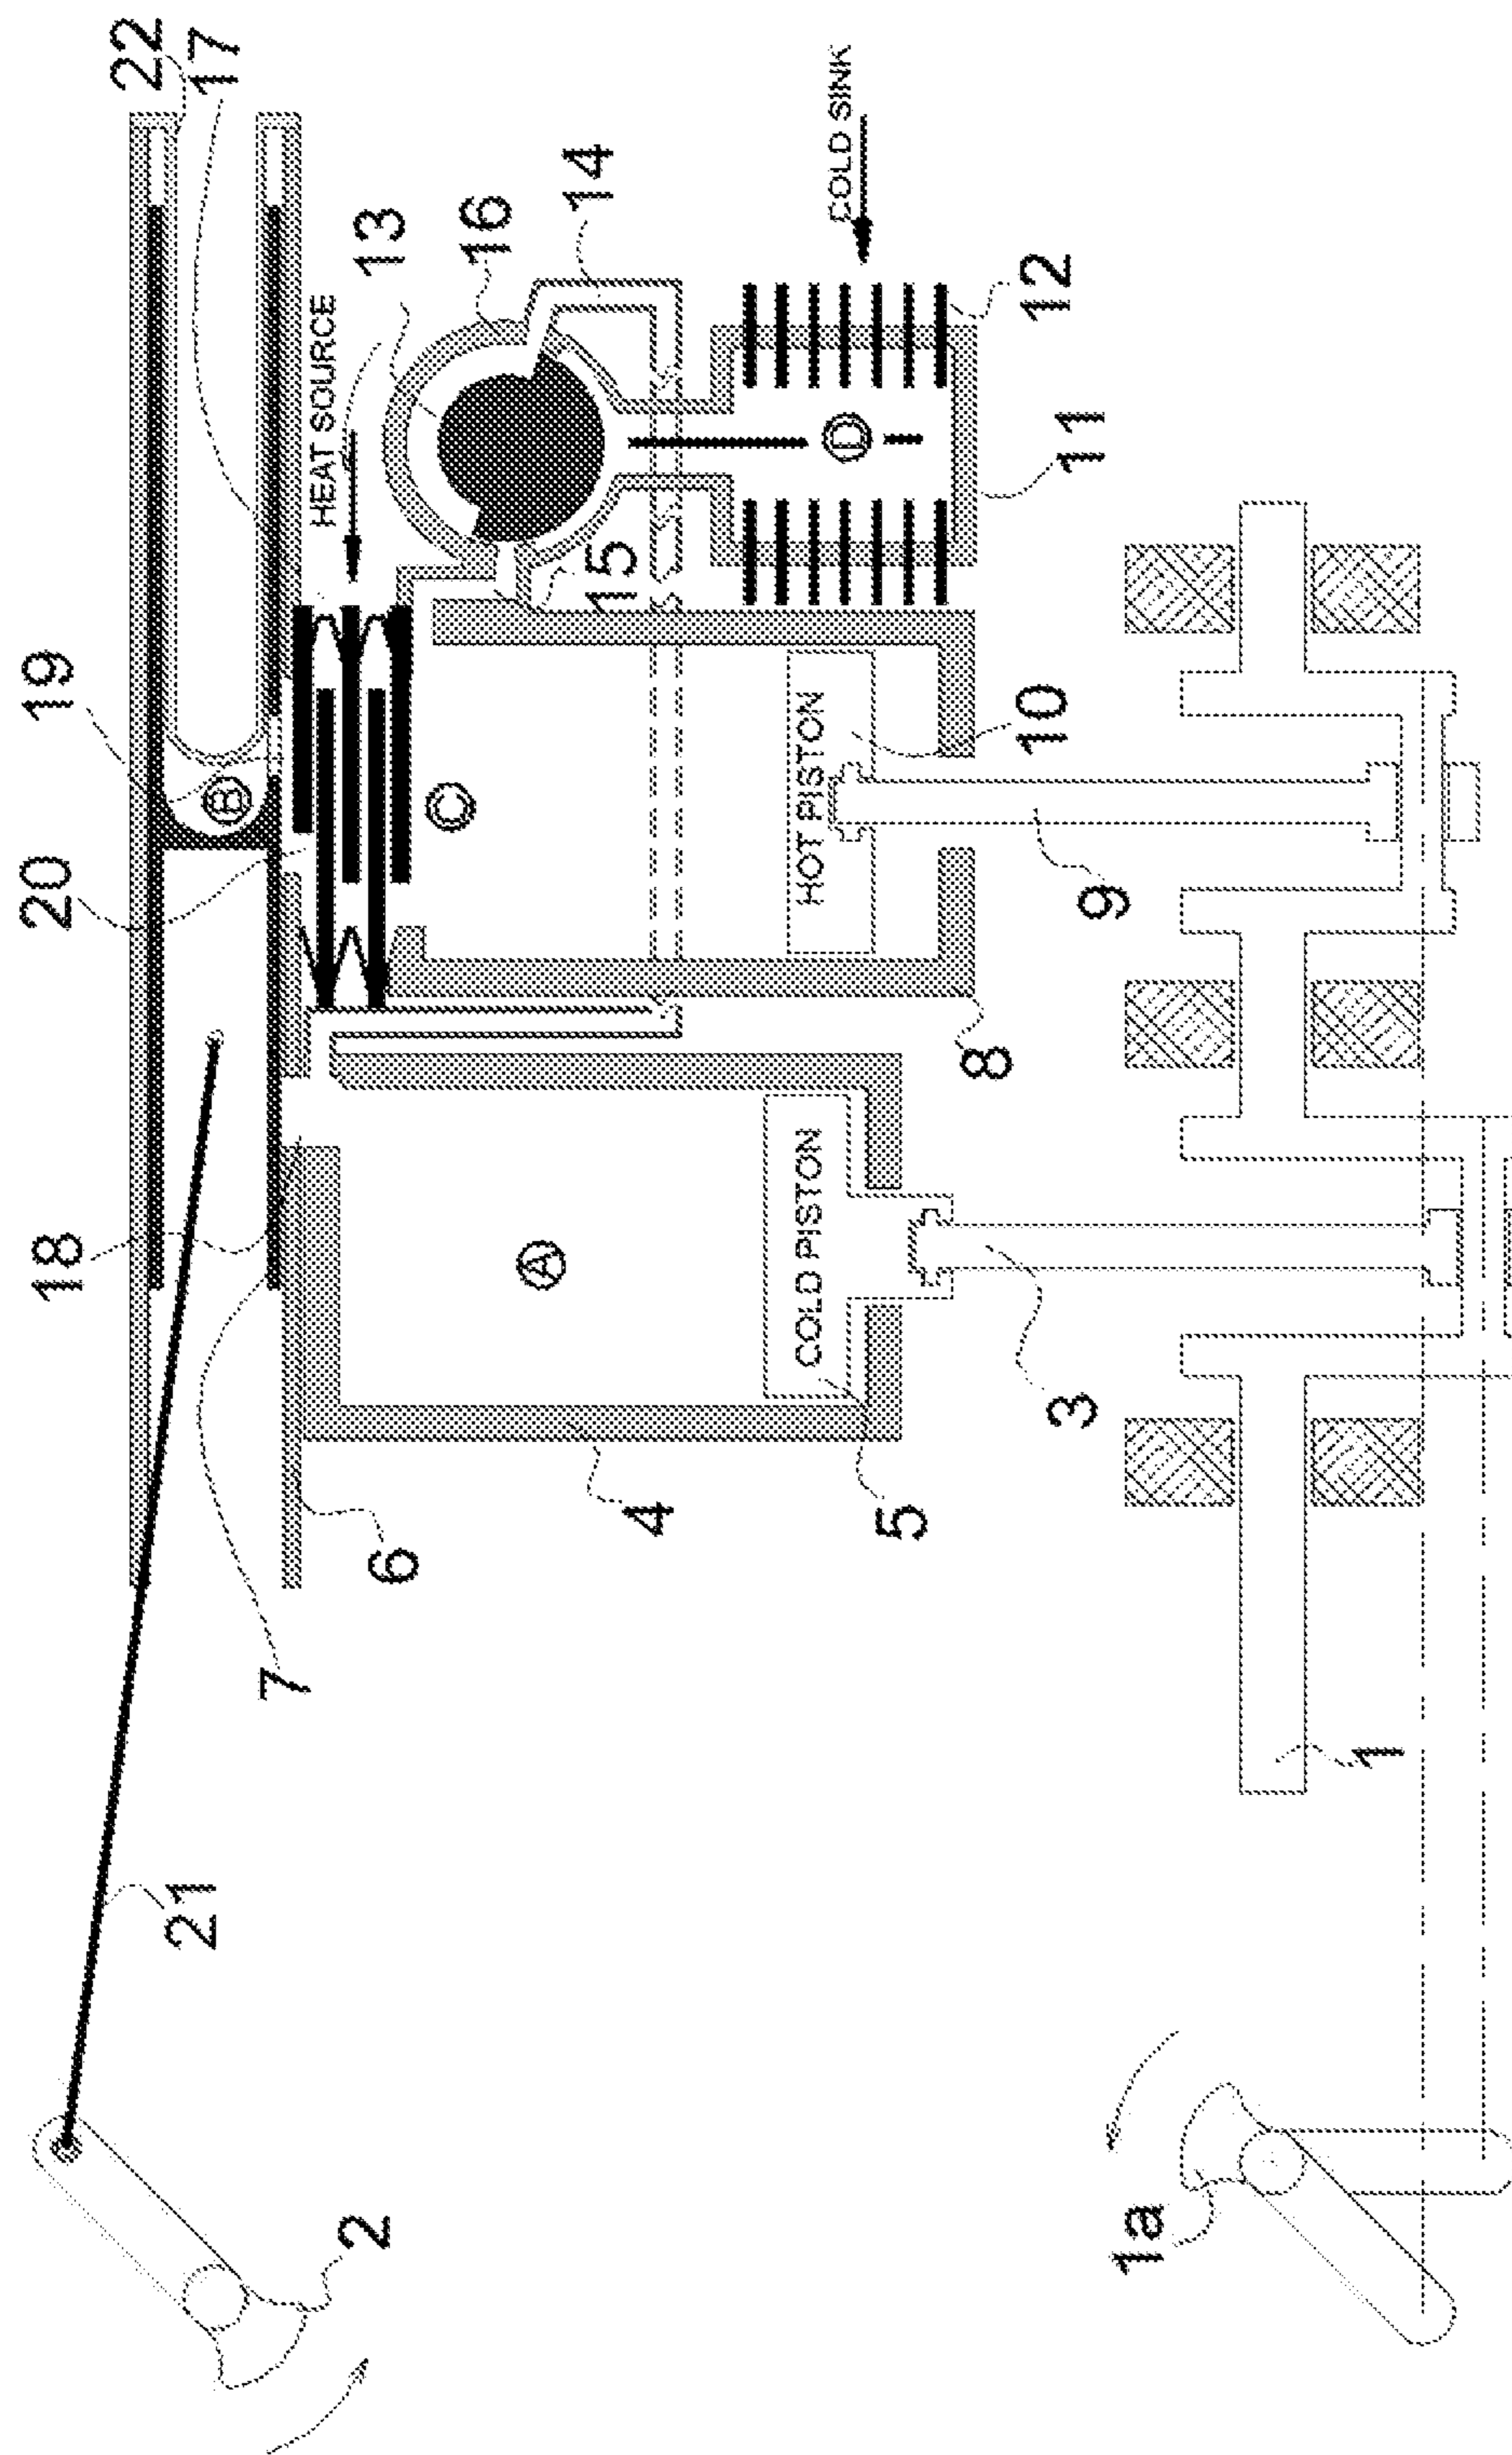 22
17
19
20
18
7
21
2
HEAT SOURCE
13
16
14
COLD SINK
12
11
15
B
C
D
A
HOT PISTON
10
9
8
COLD PISTON
3
4
5
6
1
1a